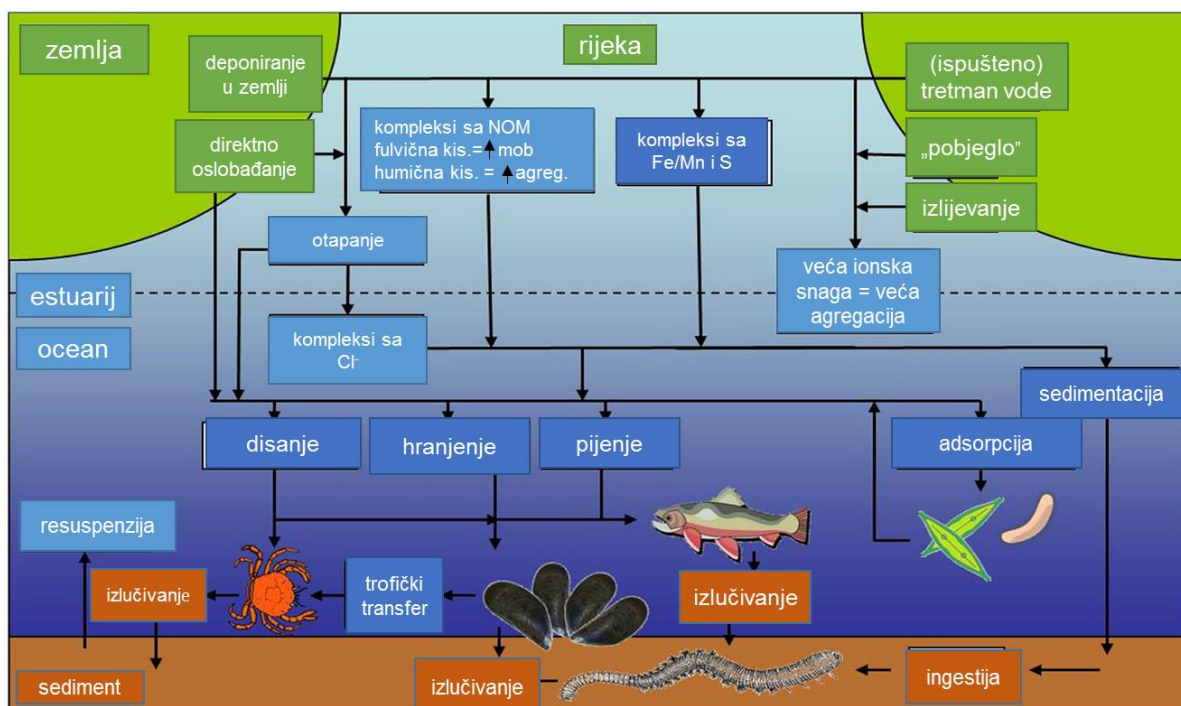 zemlja
rijeka
deponiranje
u zemlji
(ispušteno)
tretman vode
direktno
oslobađanje
kompleksi sa NOM
fulvična kis.=↑ mob
humična kis. = ↑agreg.
kompleksi sa
Fe/Mn i S
„pobjeglo”
izlijevanje
otapanje
veća ionska
snaga = veća
agregacija
estuarij
ocean
kompleksi sa
Cl-
sedimentacija
disanje
hranjenje
pijenje
adsorpcija
resuspenzija
izlučivanje
trofički
transfer
izlučivanje
sediment
izlučivanje
ingestija